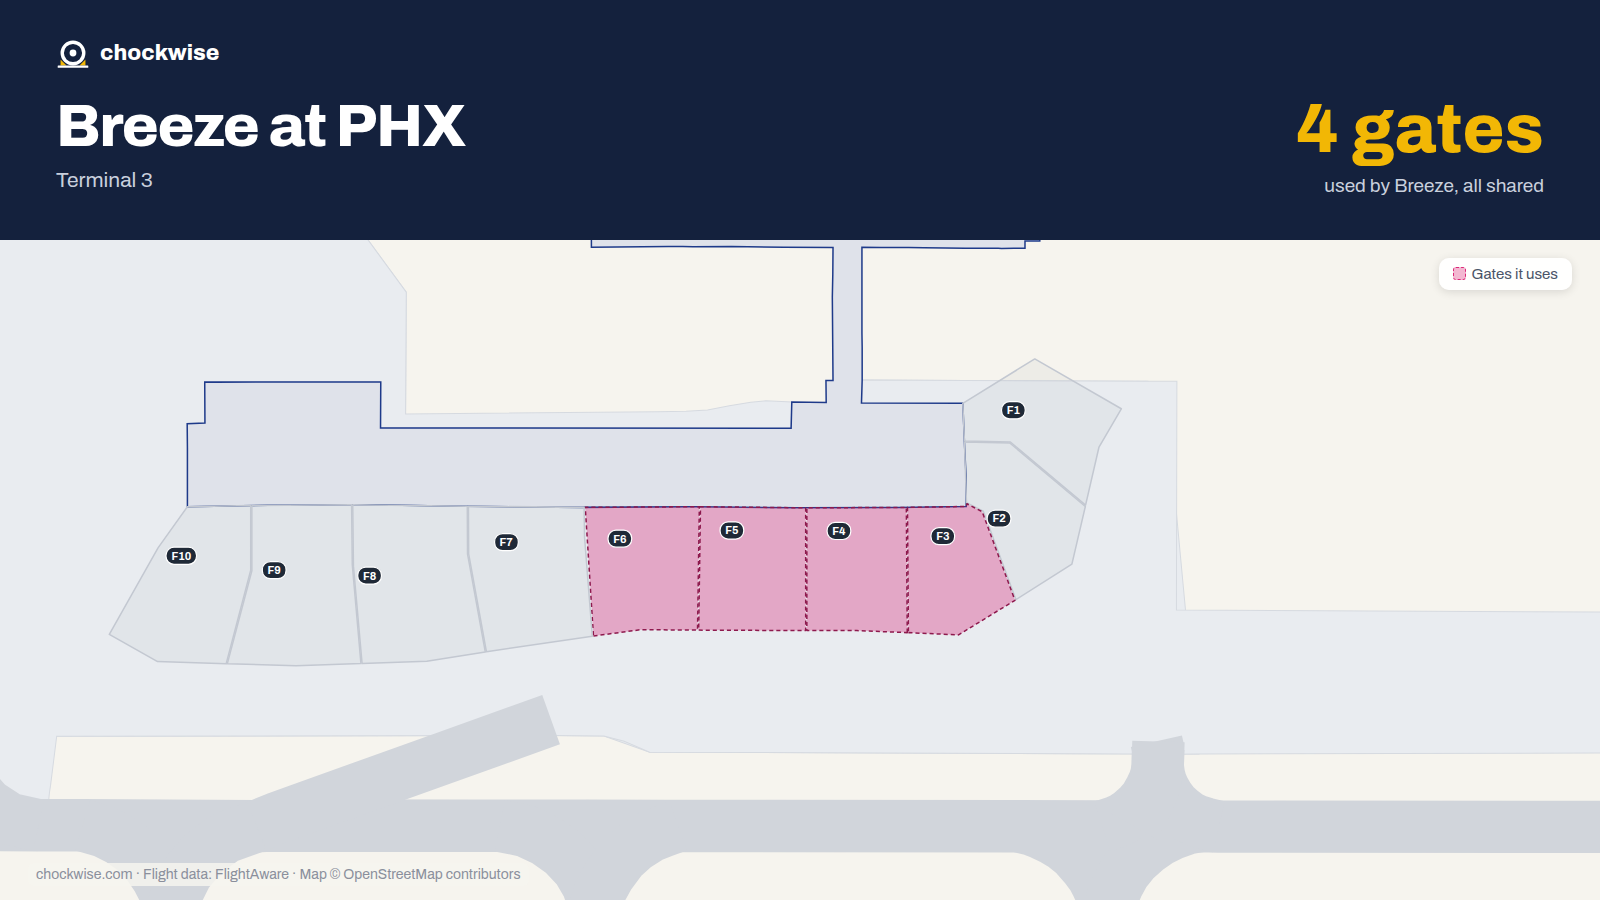 chockwise
Breeze at PHX
Terminal 3
4 gates
used by Breeze, all shared
Gates it uses
F1
F2
F3
F4
F5
F6
F7
F8
F9
F10
chockwise.com · Flight data: FlightAware · Map © OpenStreetMap contributors